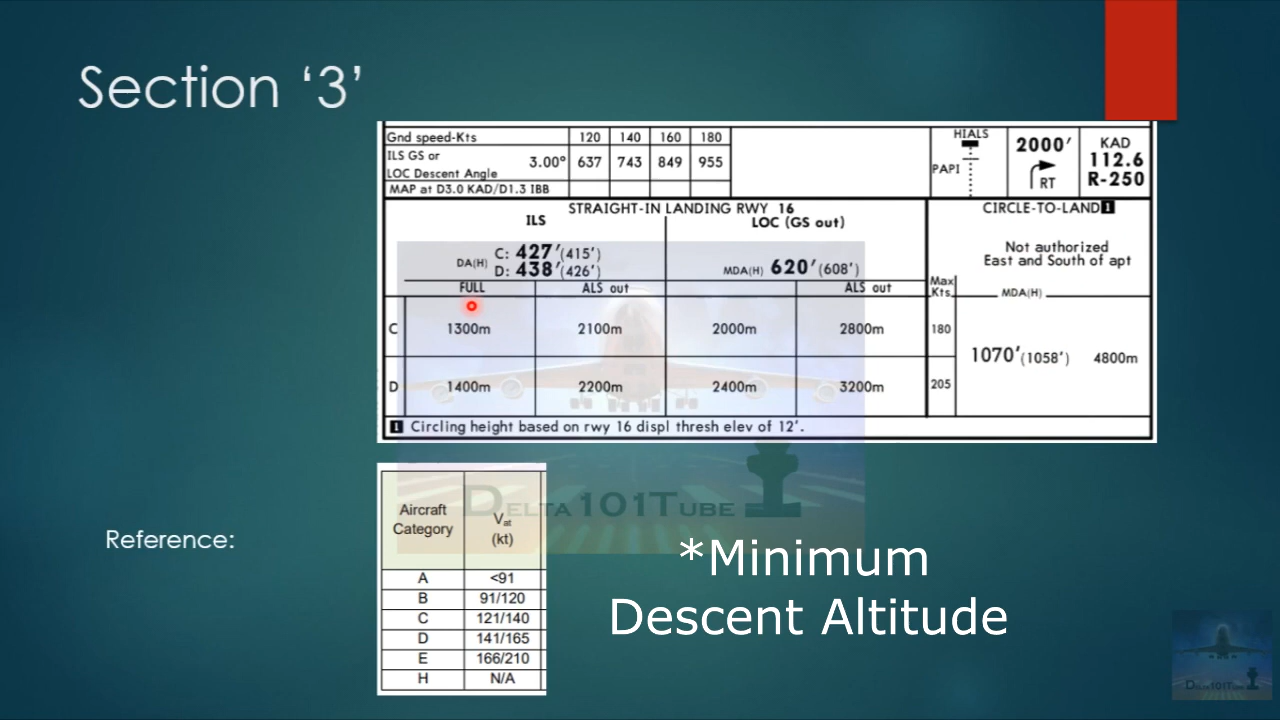 Section ‘3’
Gnd speed-Kts 120 140 160 180
ILS GS or
LOC Descent Angle 3.00° 637 743 849 955
MAP at D3.0 KAD/D1.3 IBB
HIALS
PAPI
2000'
RT
KAD
112.6
R-250
STRAIGHT-IN LANDING RWY 16
ILS
LOC (GS out)
CIRCLE-TO-LAND 1
DA(H) C: 427'(415')
D: 438'(426')
MDA(H) 620'(608')
Not authorized
East and South of apt
FULL ALS out ALS out
Max
Kts.
MDA(H)
C 1300m 2100m 2000m 2800m 180
1070'(1058') 4800m
D 1400m 2200m 2400m 3200m 205
1 Circling height based on rwy 16 displ thresh elev of 12'.
Reference:
Aircraft
Category
Vat
(kt)
A <91
B 91/120
C 121/140
D 141/165
E 166/210
H N/A
DELTA101TUBE
*Minimum
Descent Altitude
DELTA101TUBE